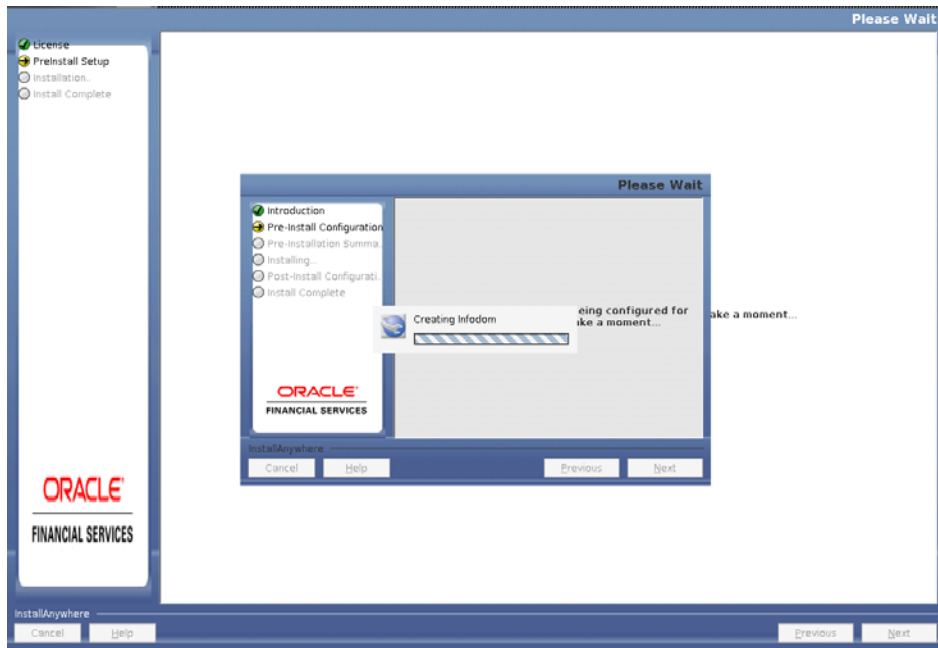 Please Wait
License
PreInstall Setup
Installation..
Install Complete
Please Wait
Introduction
Pre-Install Configuration
Pre-Installation Summa.
Installing...
Post-Install Configurati.
Install Complete
eing configured for
ake a moment...
ake a moment...
Creating Infodom
ORACLE
FINANCIAL SERVICES
InstallAnywhere
Cancel
Help
Previous
Next
ORACLE
FINANCIAL SERVICES
InstallAnywhere
Cancel
Help
Previous
Next